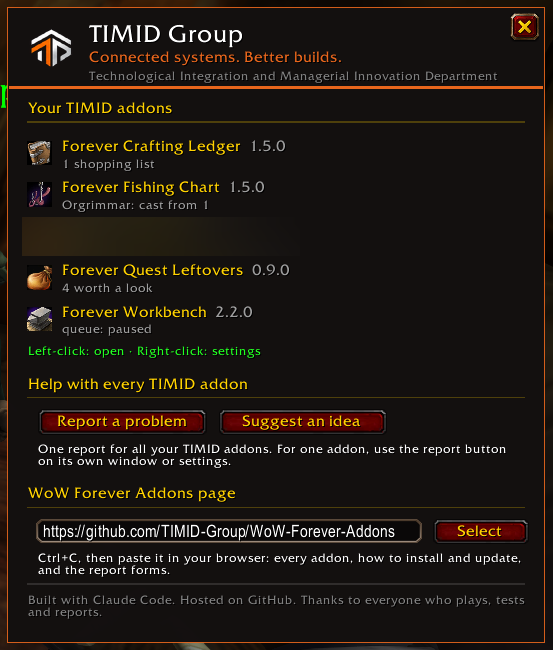 TIMID Group
Connected systems. Better builds.
Technological Integration and Managerial Innovation Department
Your TIMID addons
Forever Crafting Ledger 1.5.0
1 shopping list
Forever Fishing Chart 1.5.0
Orgrimmar: cast from 1
Forever Quest Leftovers 0.9.0
4 worth a look
Forever Workbench 2.2.0
queue: paused
Left-click: open · Right-click: settings
Help with every TIMID addon
Report a problem Suggest an idea
One report for all your TIMID addons. For one addon, use the report button
on its own window or settings.
WoW Forever Addons page
https://github.com/TIMID-Group/WoW-Forever-Addons Select
Ctrl+C, then paste it in your browser: every addon, how to install and update,
and the report forms.
Built with Claude Code. Hosted on GitHub. Thanks to everyone who plays, tests
and reports.